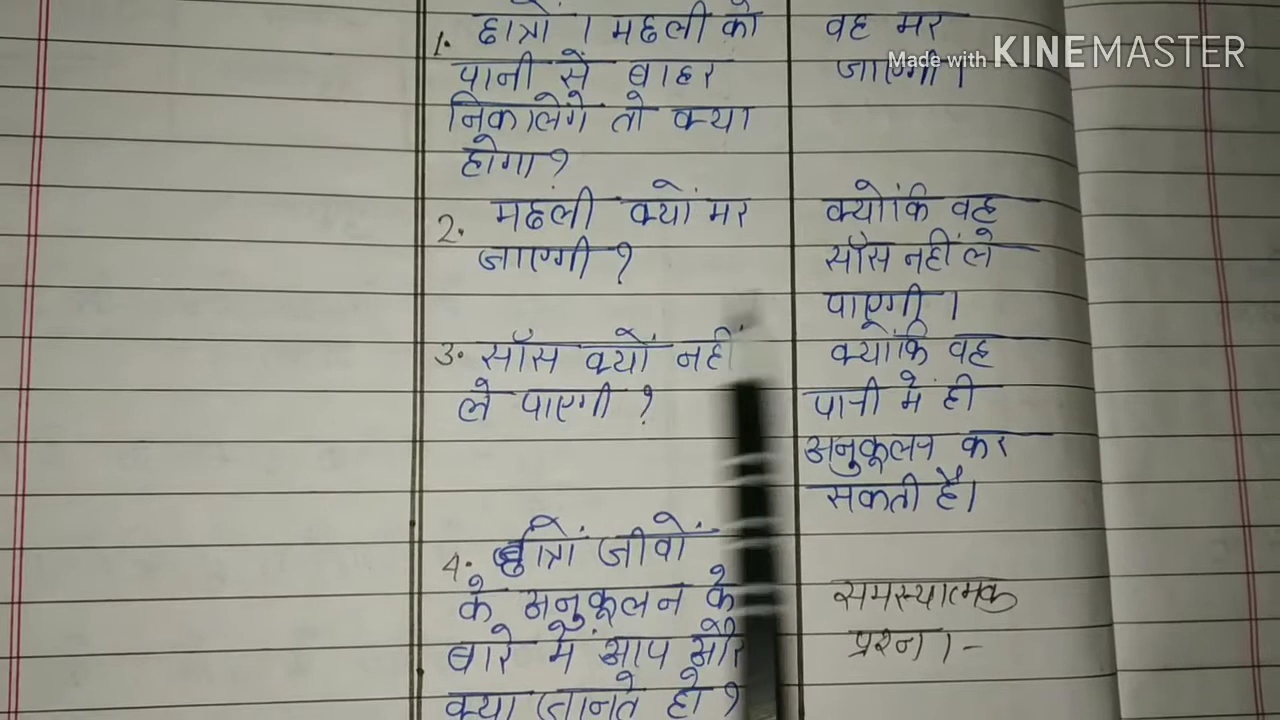 1. छात्रों । मछली को
पानी से बाहर
निकालेगे तो क्या
होगा ?
वह मर
जाएगी ।
Made with KINEMASTER
2. मछली क्यों मर
जाएगी ?
क्योंकि वह
साँस नहीं ले
पाएगी ।
3. साँस क्यों नहीं
ले पाएगी ?
क्योंकि वह
पानी में ही
अनुकूलन कर
सकती है।
4. छात्रों जीवों
के अनुकूलन के
बारे में आप और
क्या जानते हो ?
समस्यात्मक
प्रश्न ।-